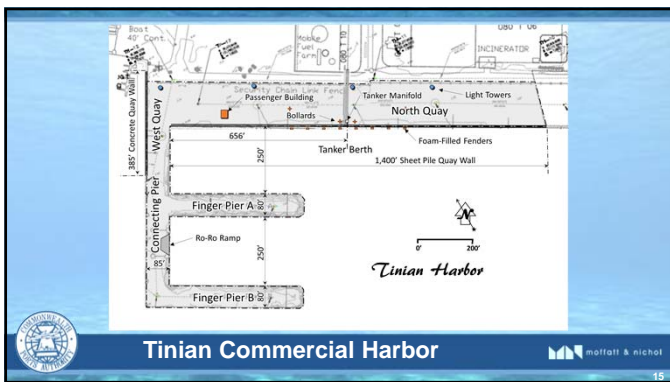 Boat
40' Cont.
Mobile
Fuel
Farm
INCINERATOR
Security Chain Link Fence
Passenger Building
Tanker Manifold
Light Towers
Bollards
North Quay
385' Concrete Quay Wall
West Quay
656'
Tanker Berth
Foam-Filled Fenders
1,400' Sheet Pile Quay Wall
250'
Finger Pier A
80'
Connecting Pier
Ro-Ro Ramp
250'
85'
Finger Pier B
80'
N
0'
200'
Tinian Harbor
COMMONWEALTH
PORTS AUTHORITY
Tinian Commercial Harbor
moffatt & nichol
15